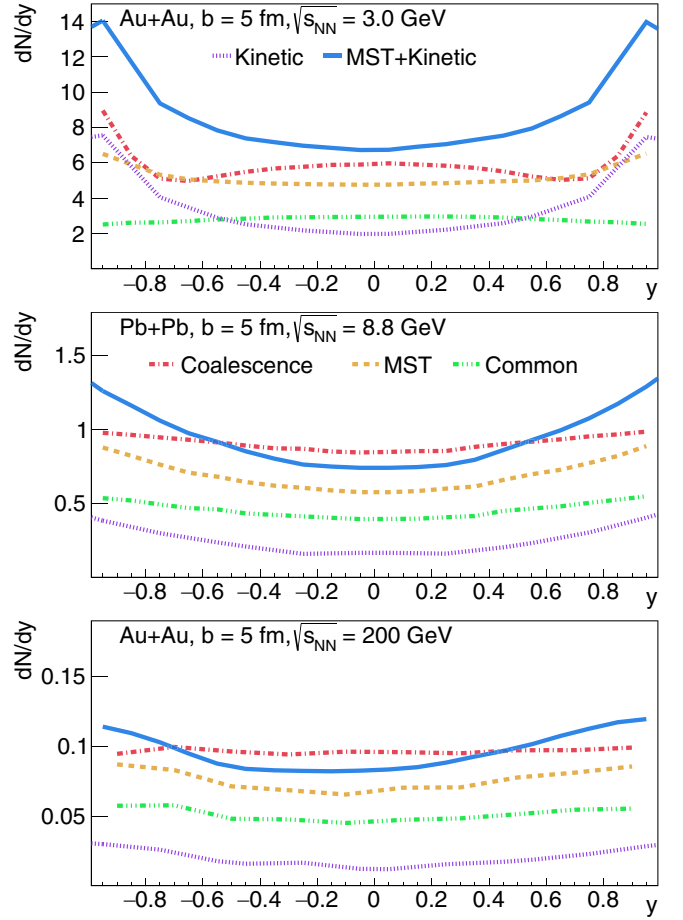 Au+Au, b = 5 fm,√s_NN = 3.0 GeV
Kinetic MST+Kinetic
dN/dy
14
12
10
8
6
4
2
−0.8 −0.6 −0.4 −0.2 0 0.2 0.4 0.6 0.8 y
Pb+Pb, b = 5 fm,√s_NN = 8.8 GeV
Coalescence MST Common
dN/dy
1.5
1
0.5
−0.8 −0.6 −0.4 −0.2 0 0.2 0.4 0.6 0.8 y
Au+Au, b = 5 fm,√s_NN = 200 GeV
dN/dy
0.15
0.1
0.05
−0.8 −0.6 −0.4 −0.2 0 0.2 0.4 0.6 0.8 y